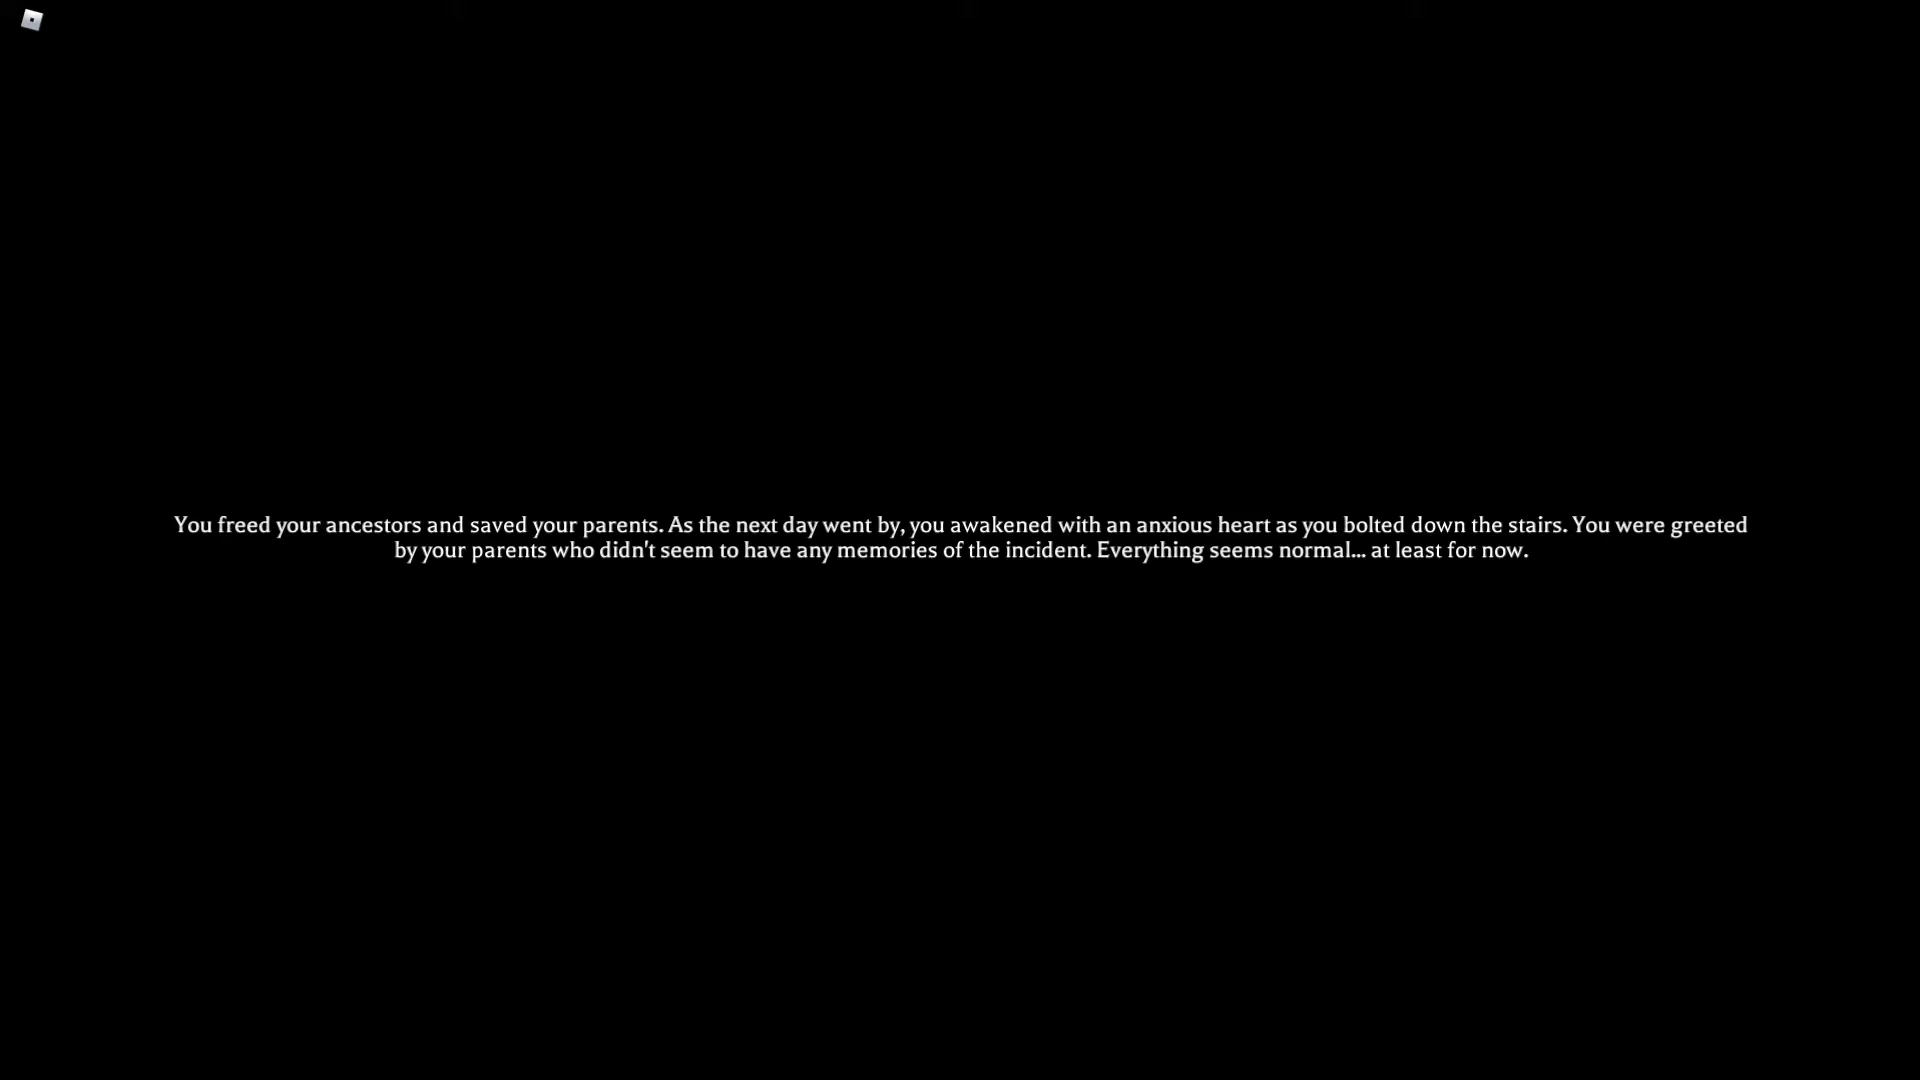 You freed your ancestors and saved your parents. As the next day went by, you awakened with an anxious heart as you bolted down the stairs. You were greeted
by your parents who didn't seem to have any memories of the incident. Everything seems normal... at least for now.